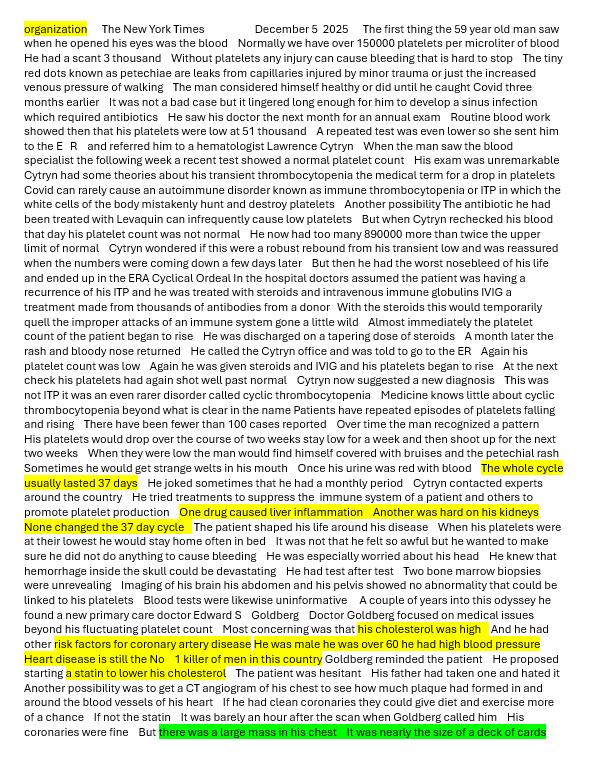 organization The New York Times December 5 2025 The first thing the 59 year old man saw
when he opened his eyes was the blood Normally we have over 150000 platelets per microliter of blood
He had a scant 3 thousand Without platelets any injury can cause bleeding that is hard to stop The tiny
red dots known as petechiae are leaks from capillaries injured by minor trauma or just the increased
venous pressure of walking The man considered himself healthy or did until he caught Covid three
months earlier It was not a bad case but it lingered long enough for him to develop a sinus infection
which required antibiotics He saw his doctor the next month for an annual exam Routine blood work
showed then that his platelets were low at 51 thousand A repeated test was even lower so she sent him
to the E R and referred him to a hematologist Lawrence Cytryn When the man saw the blood
specialist the following week a recent test showed a normal platelet count His exam was unremarkable
Cytryn had some theories about his transient thrombocytopenia the medical term for a drop in platelets
Covid can rarely cause an autoimmune disorder known as immune thrombocytopenia or ITP in which the
white cells of the body mistakenly hunt and destroy platelets Another possibility The antibiotic he had
been treated with Levaquin can infrequently cause low platelets But when Cytryn rechecked his blood
that day his platelet count was not normal He now had too many 890000 more than twice the upper
limit of normal Cytryn wondered if this were a robust rebound from his transient low and was reassured
when the numbers were coming down a few days later But then he had the worst nosebleed of his life
and ended up in the ERA Cyclical Ordeal In the hospital doctors assumed the patient was having a
recurrence of his ITP and he was treated with steroids and intravenous immune globulins IVIG a
treatment made from thousands of antibodies from a donor With the steroids this would temporarily
quell the improper attacks of an immune system gone a little wild Almost immediately the platelet
count of the patient began to rise He was discharged on a tapering dose of steroids A month later the
rash and bloody nose returned He called the Cytryn office and was told to go to the ER Again his
platelet count was low Again he was given steroids and IVIG and his platelets began to rise At the next
check his platelets had again shot well past normal Cytryn now suggested a new diagnosis This was
not ITP it was an even rarer disorder called cyclic thrombocytopenia Medicine knows little about cyclic
thrombocytopenia beyond what is clear in the name Patients have repeated episodes of platelets falling
and rising There have been fewer than 100 cases reported Over time the man recognized a pattern
His platelets would drop over the course of two weeks stay low for a week and then shoot up for the next
two weeks When they were low the man would find himself covered with bruises and the petechial rash
Sometimes he would get strange welts in his mouth Once his urine was red with blood The whole cycle
usually lasted 37 days He joked sometimes that he had a monthly period Cytryn contacted experts
around the country He tried treatments to suppress the immune system of a patient and others to
promote platelet production One drug caused liver inflammation Another was hard on his kidneys
None changed the 37 day cycle The patient shaped his life around his disease When his platelets were
at their lowest he would stay home often in bed It was not that he felt so awful but he wanted to make
sure he did not do anything to cause bleeding He was especially worried about his head He knew that
hemorrhage inside the skull could be devastating He had test after test Two bone marrow biopsies
were unrevealing Imaging of his brain his abdomen and his pelvis showed no abnormality that could be
linked to his platelets Blood tests were likewise uninformative A couple of years into this odyssey he
found a new primary care doctor Edward S Goldberg Doctor Goldberg focused on medical issues
beyond his fluctuating platelet count Most concerning was that his cholesterol was high And he had
other risk factors for coronary artery disease He was male he was over 60 he had high blood pressure
Heart disease is still the No 1 killer of men in this country Goldberg reminded the patient He proposed
starting a statin to lower his cholesterol The patient was hesitant His father had taken one and hated it
Another possibility was to get a CT angiogram of his chest to see how much plaque had formed in and
around the blood vessels of his heart If he had clean coronaries they could give diet and exercise more
of a chance If not the statin It was barely an hour after the scan when Goldberg called him His
coronaries were fine But there was a large mass in his chest It was nearly the size of a deck of cards